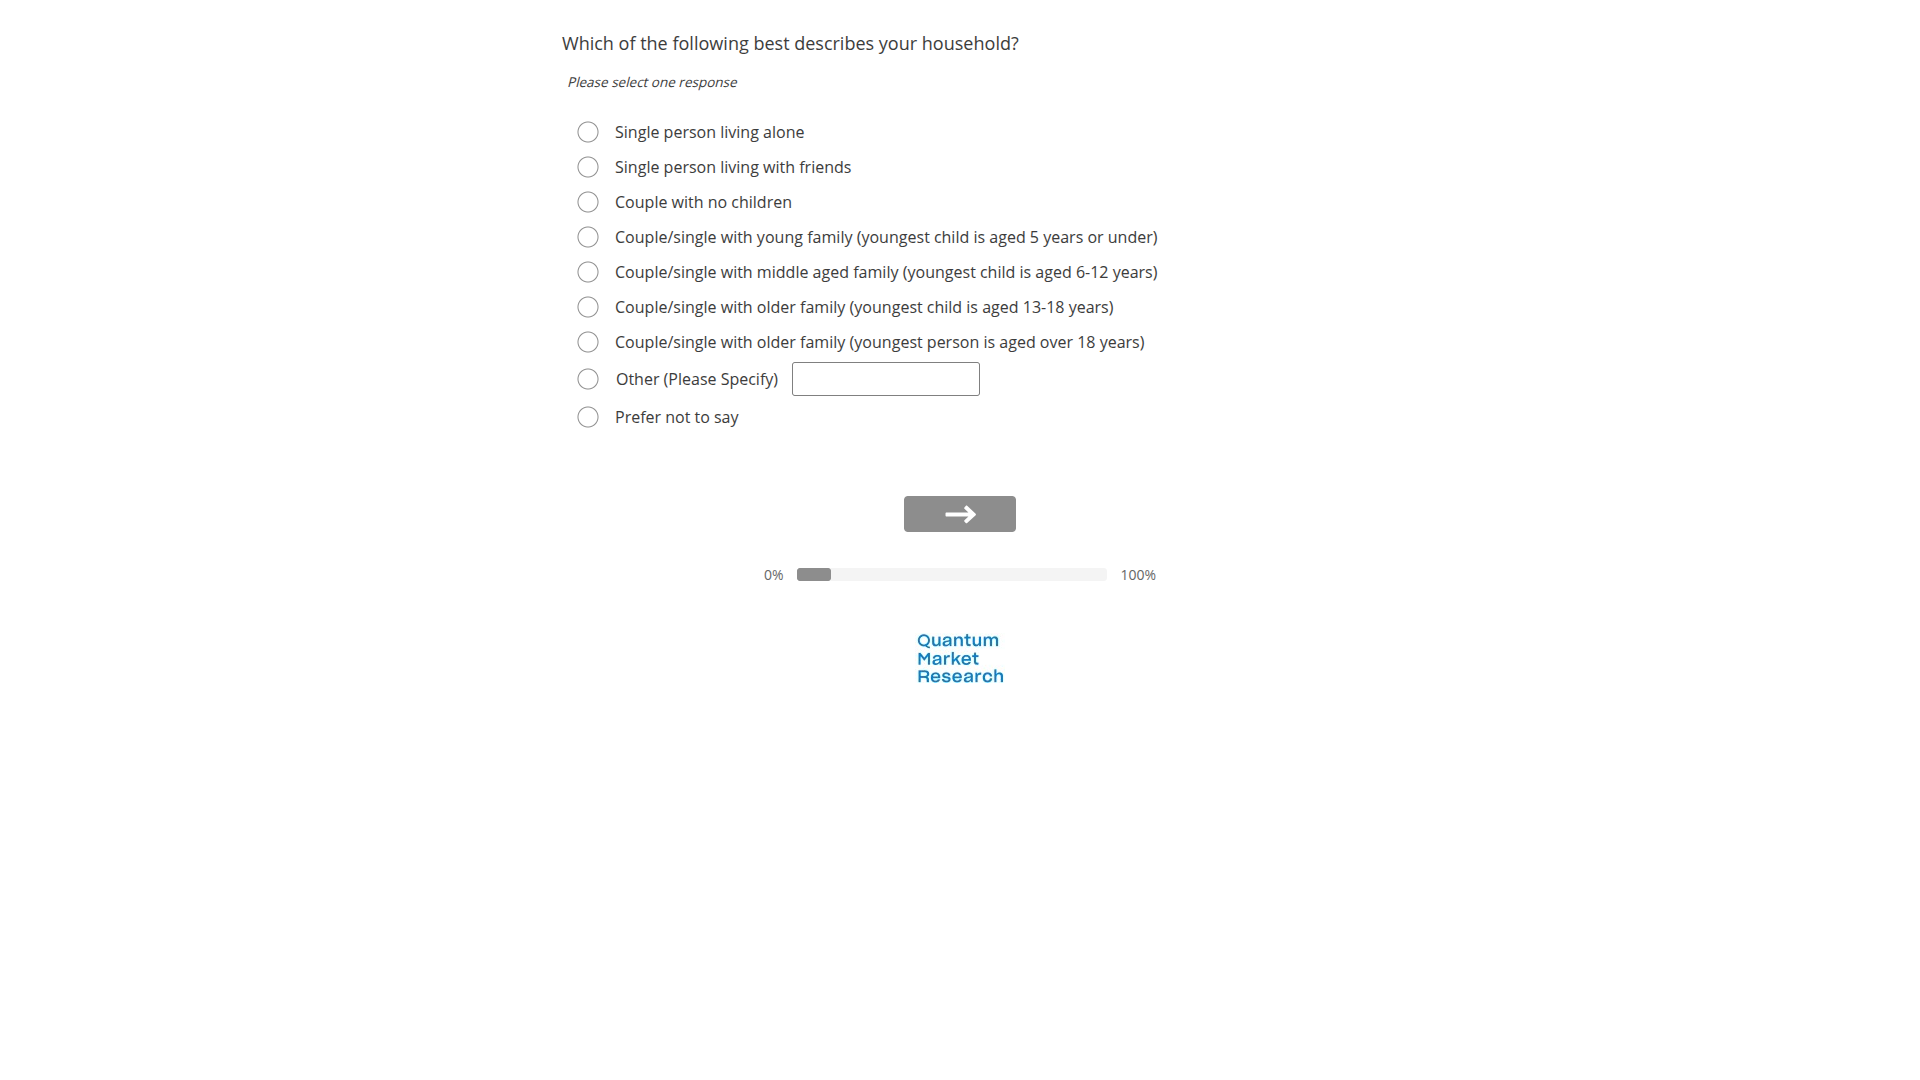 Which of the following best describes your household?
Please select one response
Single person living alone
Single person living with friends
Couple with no children
Couple/single with young family (youngest child is aged 5 years or under)
Couple/single with middle aged family (youngest child is aged 6-12 years)
Couple/single with older family (youngest child is aged 13-18 years)
Couple/single with older family (youngest person is aged over 18 years)
Other (Please Specify)
Prefer not to say
0% 100%
Quantum
Market
Research